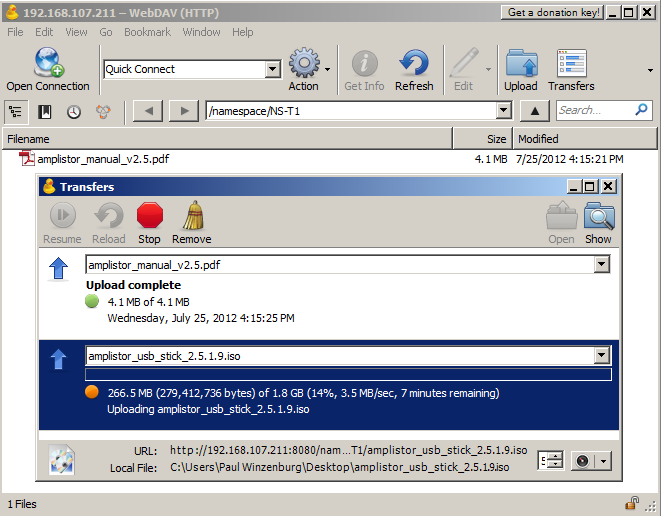 192.168.107.211 – WebDAV (HTTP)
Get a donation key!
File Edit View Go Bookmark Window Help
Open Connection
Quick Connect
Action
Get Info
Refresh
Edit
Upload
Transfers
/namespace/NS-T1
Search...
Filename Size Modified
amplistor_manual_v2.5.pdf 4.1 MB 7/25/2012 4:15:21 PM
Transfers
Resume Reload Stop Remove Open Show
amplistor_manual_v2.5.pdf
Upload complete
4.1 MB of 4.1 MB
Wednesday, July 25, 2012 4:15:25 PM
amplistor_usb_stick_2.5.1.9.iso
266.5 MB (279,412,736 bytes) of 1.8 GB (14%, 3.5 MB/sec, 7 minutes remaining)
Uploading amplistor_usb_stick_2.5.1.9.iso
URL: http://192.168.107.211:8080/nam...T1/amplistor_usb_stick_2.5.1.9.iso
Local File: C:\Users\Paul Winzenburg\Desktop\amplistor_usb_stick_2.5.1.9.iso
1 Files